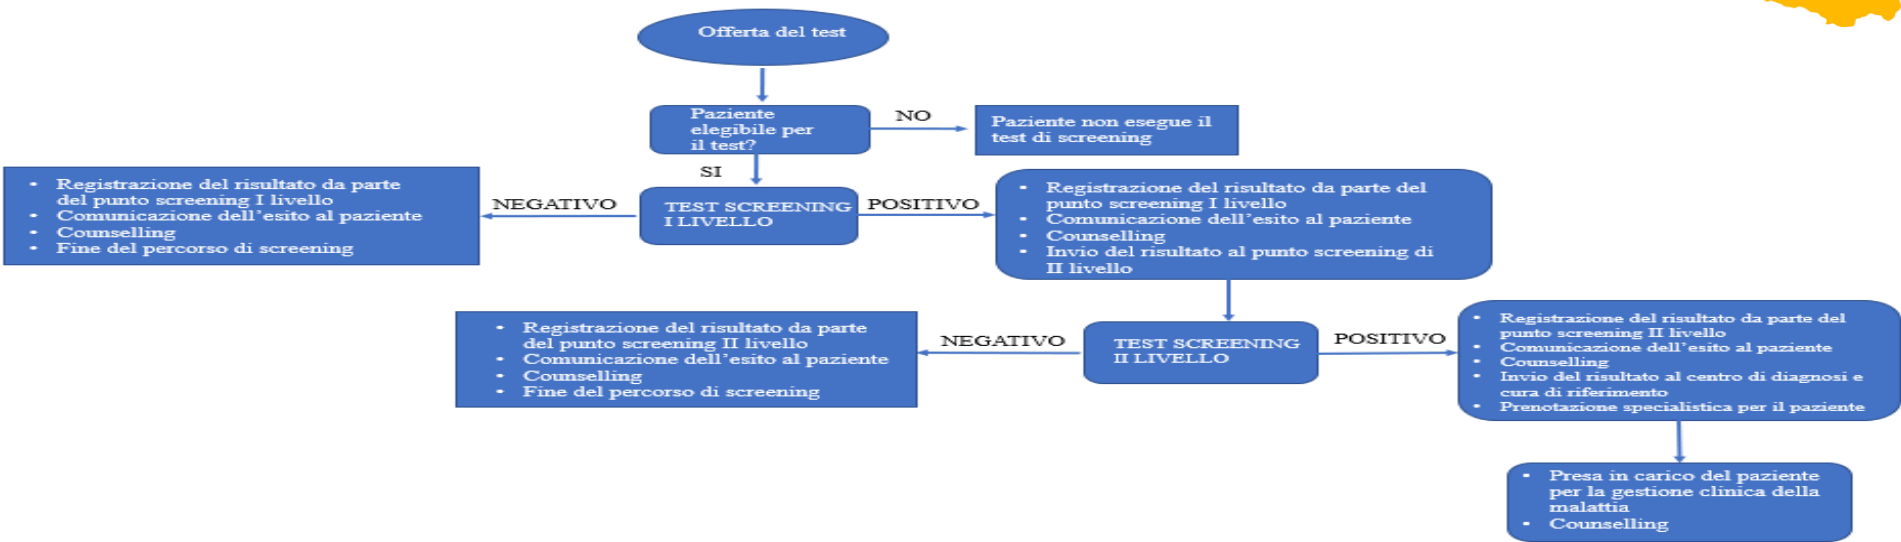 Offerta del test
Paziente
elegibile per
il test?
NO
Paziente non esegue il
test di screening
SI
TEST SCREENING
I LIVELLO
NEGATIVO
• Registrazione del risultato da parte
del punto screening I livello
• Comunicazione dell'esito al paziente
• Counselling
• Fine del percorso di screening
POSITIVO
• Registrazione del risultato da parte del
punto screening I livello
• Comunicazione dell'esito al paziente
• Counselling
• Invio del risultato al punto screening di
II livello
TEST SCREENING
II LIVELLO
NEGATIVO
• Registrazione del risultato da parte
del punto screening II livello
• Comunicazione dell'esito al paziente
• Counselling
• Fine del percorso di screening
POSITIVO
• Registrazione del risultato da parte del
punto screening II livello
• Comunicazione dell'esito al paziente
• Counselling
• Invio del risultato al centro di diagnosi e
cura di riferimento
• Prenotazione specialistica per il paziente
• Presa in carico del paziente
per la gestione clinica della
malattia
• Counselling